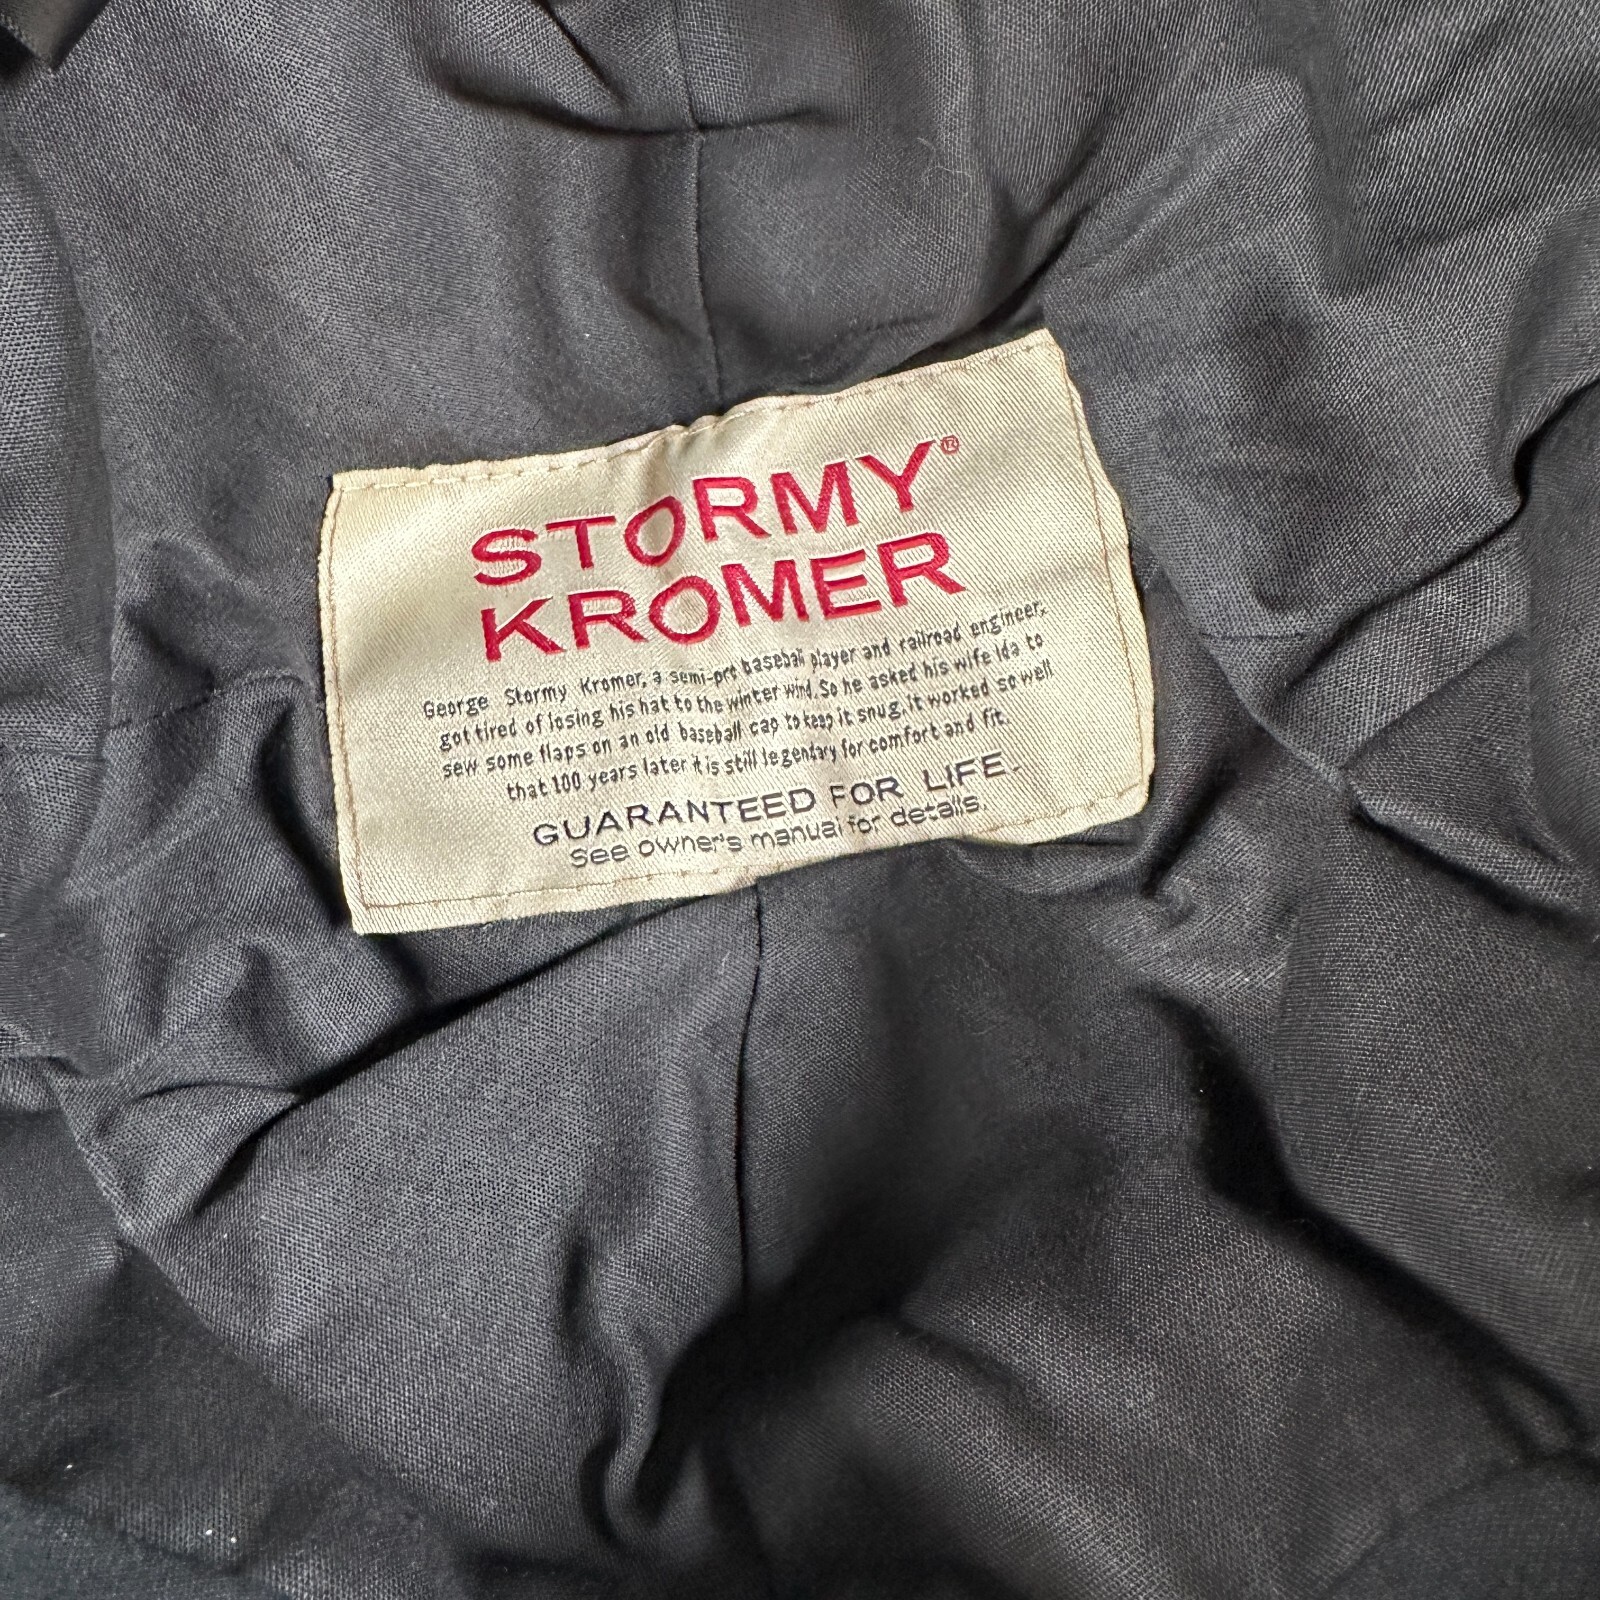 STORMY®
KROMER
George Stormy Kromer, a semi-pro baseball player and railroad engineer,
got tired of losing his hat to the winter wind. So he asked his wife Ida to
sew some flaps on an old baseball cap to keep it snug. it worked so well
that 100 years later it is still legendary for comfort and fit.
GUARANTEED FOR LIFE.
See owner's manual for details.